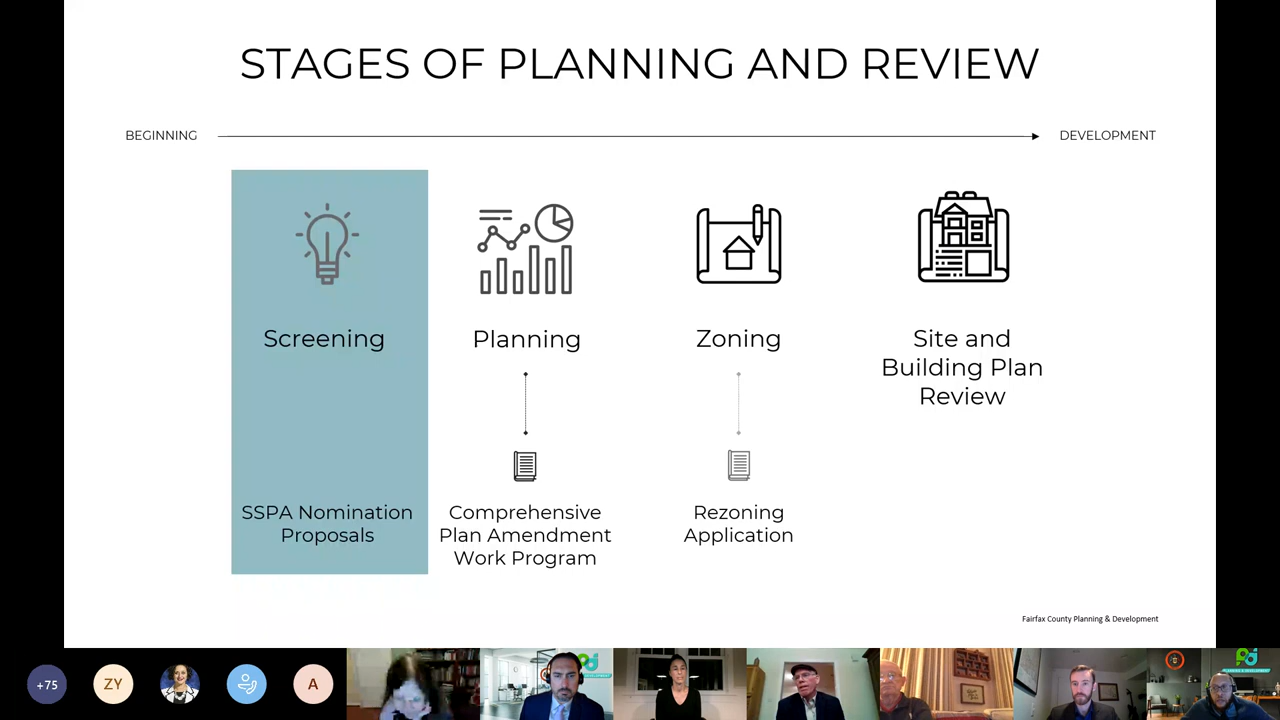 STAGES OF PLANNING AND REVIEW
BEGINNING
DEVELOPMENT
Screening
Planning
Zoning
Site and
Building Plan
Review
SSPA Nomination
Proposals
Comprehensive
Plan Amendment
Work Program
Rezoning
Application
Fairfax County Planning & Development
+75
ZY
A